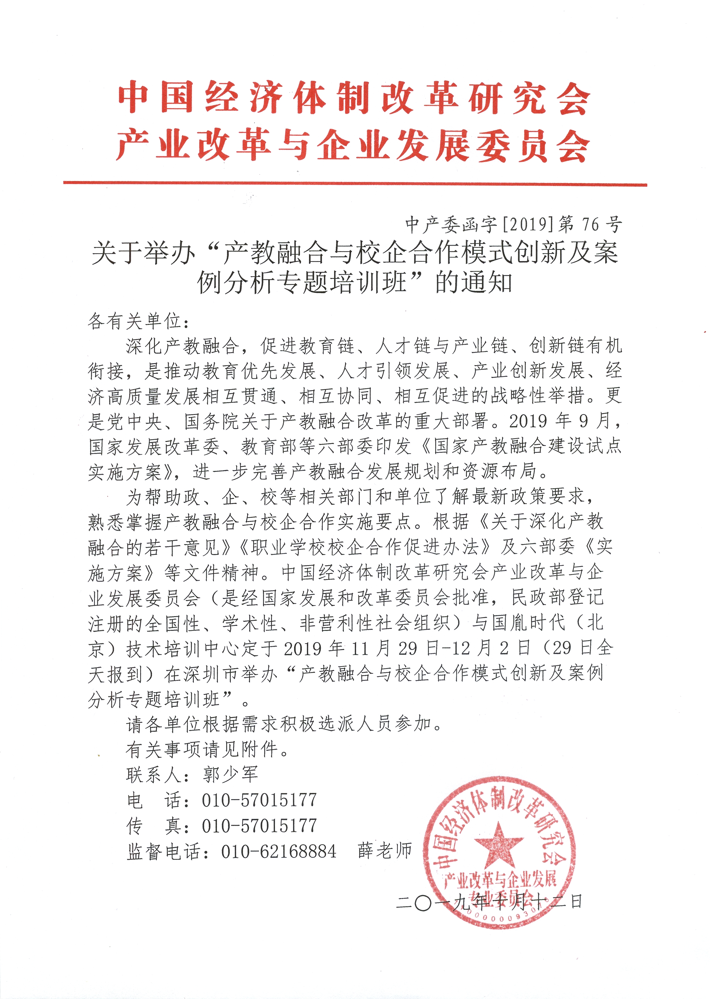 中国经济体制改革研究会
产业改革与企业发展委员会
中产委函字[2019]第 76 号
关于举办“产教融合与校企合作模式创新及案
例分析专题培训班”的通知
各有关单位：
深化产教融合，促进教育链、人才链与产业链、创新链有机
衔接，是推动教育优先发展、人才引领发展、产业创新发展、经
济高质量发展相互贯通、相互协同、相互促进的战略性举措。更
是党中央、国务院关于产教融合改革的重大部署。2019 年 9 月，
国家发展改革委、教育部等六部委印发《国家产教融合建设试点
实施方案》，进一步完善产教融合发展规划和资源布局。
为帮助政、企、校等相关部门和单位了解最新政策要求，
熟悉掌握产教融合与校企合作实施要点。根据《关于深化产教
融合的若干意见》《职业学校校企合作促进办法》及六部委《实
施方案》等文件精神。中国经济体制改革研究会产业改革与企
业发展委员会（是经国家发展和改革委员会批准，民政部登记
注册的全国性、学术性、非营利性社会组织）与国胤时代（北
京）技术培训中心定于 2019 年 11 月 29 日-12 月 2 日（29 日全
天报到）在深圳市举办“产教融合与校企合作模式创新及案例
分析专题培训班”。
请各单位根据需求积极选派人员参加。
有关事项请见附件。
联系人：郭少军
电 话：010-57015177
传 真：010-57015177
监督电话：010-62168884 薛老师
中国经济体制改革研究会
产业改革与企业发展
专业委员会
二〇一九年十月十二日